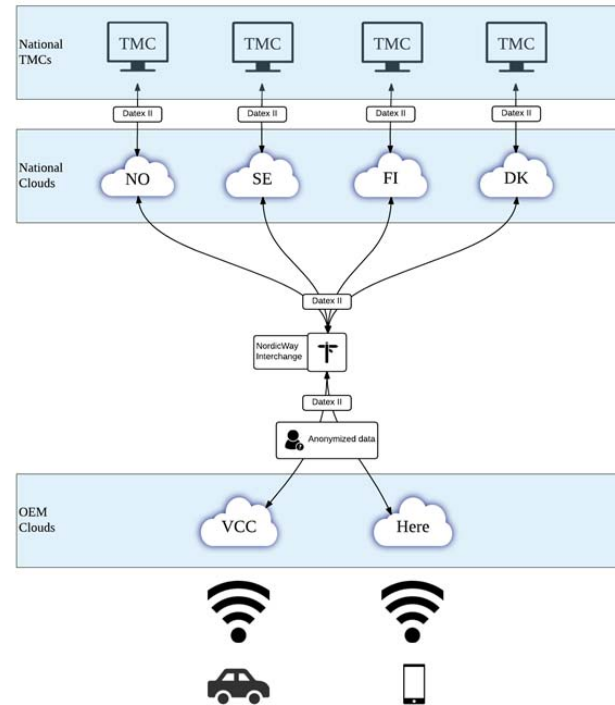 National
TMCs
TMC
TMC
TMC
TMC
Datex II
Datex II
Datex II
Datex II
National
Clouds
NO
SE
FI
DK
Datex II
NordicWay
Interchange
Datex II
Anonymized data
OEM
Clouds
VCC
Here